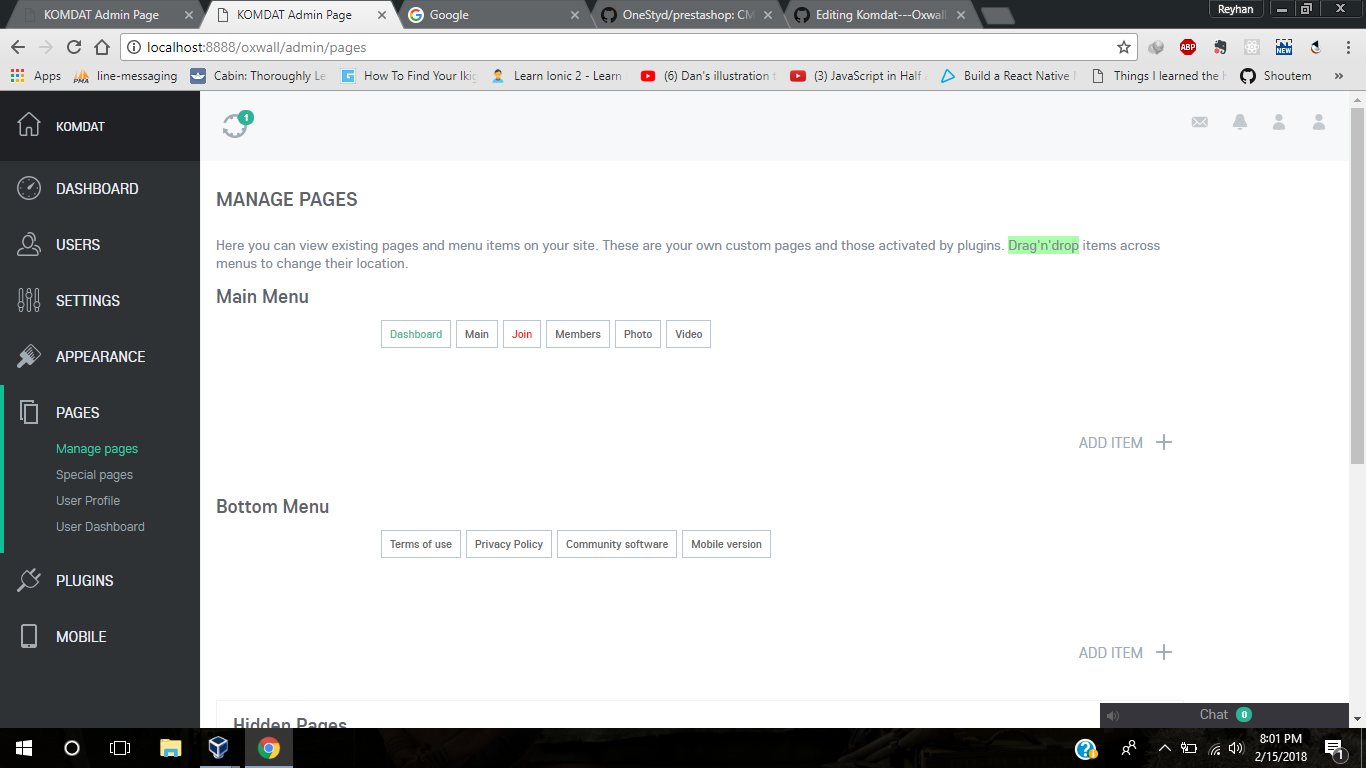 KOMDAT Admin Page
KOMDAT Admin Page
Google
OneStyd/prestashop: CM
Editing Komdat---Oxwall
Reyhan
localhost:8888/oxwall/admin/pages
ABP
NEW
Apps
PMA
line-messaging
Cabin: Thoroughly Le
How To Find Your Iki
Learn Ionic 2 - Learn
(6) Dan's illustration t
(3) JavaScript in Half
Build a React Native
Things I learned the
Shoutem
»
KOMDAT
1
DASHBOARD
USERS
SETTINGS
APPEARANCE
PAGES
Manage pages
Special pages
User Profile
User Dashboard
PLUGINS
MOBILE
MANAGE PAGES
Here you can view existing pages and menu items on your site. These are your own custom pages and those activated by plugins. Drag'n'drop items across
menus to change their location.
Main Menu
Dashboard Main Join Members Photo Video
ADD ITEM +
Bottom Menu
Terms of use Privacy Policy Community software Mobile version
ADD ITEM +
Hidden Pages
Chat 0
8:01 PM
2/15/2018
1